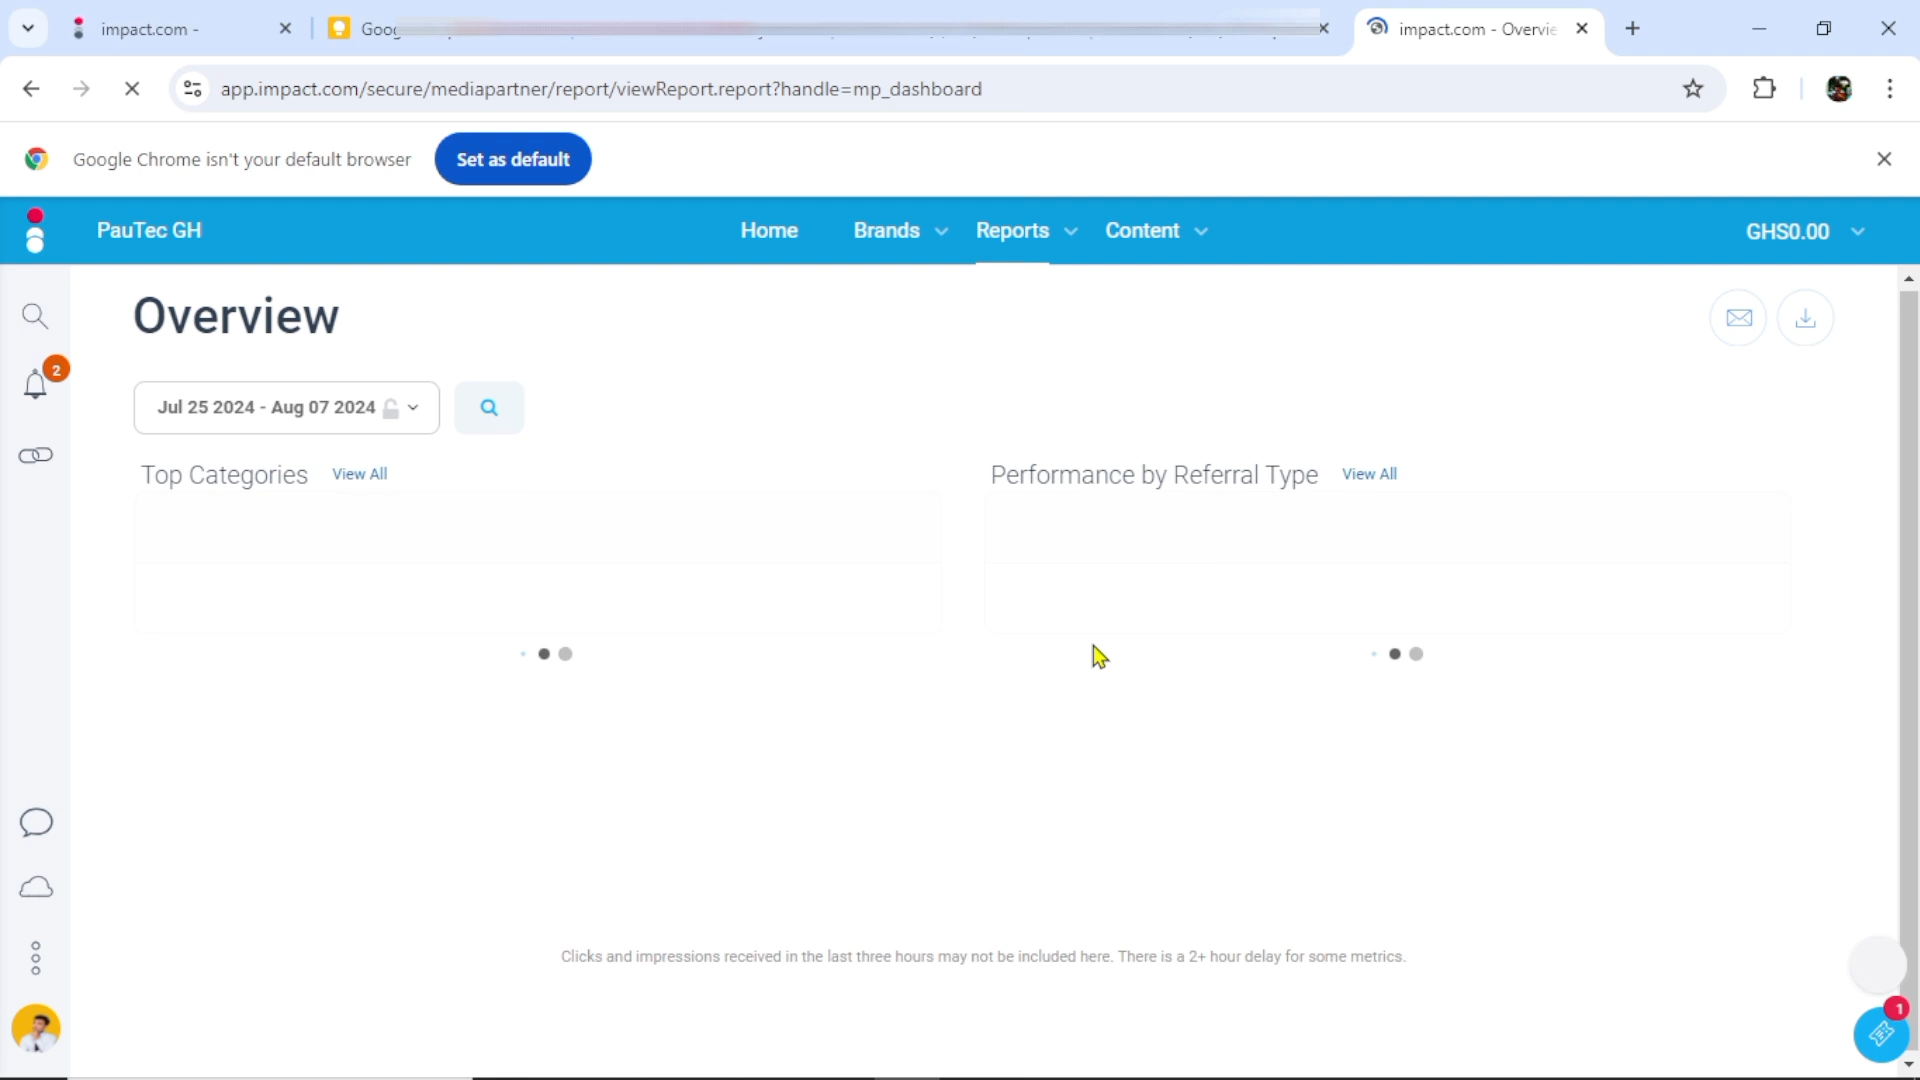 impact.com -
Goog
impact.com - Overvie
app.impact.com/secure/mediapartner/report/viewReport.report?handle=mp_dashboard
Google Chrome isn't your default browser
Set as default
PauTec GH
Home
Brands
Reports
Content
GHS0.00
Overview
2
Jul 25 2024 - Aug 07 2024
Top Categories
View All
Performance by Referral Type
View All
Clicks and impressions received in the last three hours may not be included here. There is a 2+ hour delay for some metrics.
1